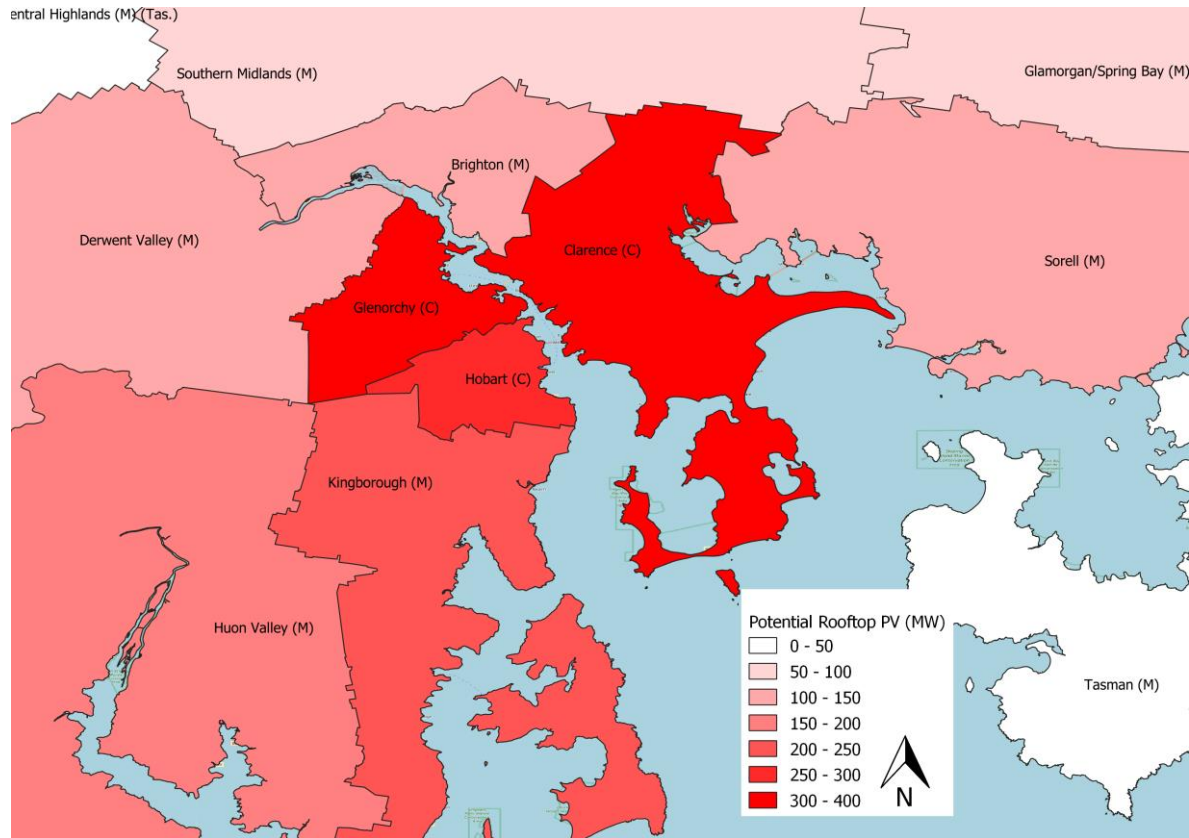 entral Highlands (M) (Tas.)
Southern Midlands (M)
Glamorgan/Spring Bay (M)
Brighton (M)
Derwent Valley (M)
Clarence (C)
Sorell (M)
Glenorchy (C)
Hobart (C)
Kingborough (M)
Huon Valley (M)
Tasman (M)
Potential Rooftop PV (MW)
0 - 50
50 - 100
100 - 150
150 - 200
200 - 250
250 - 300
300 - 400
N